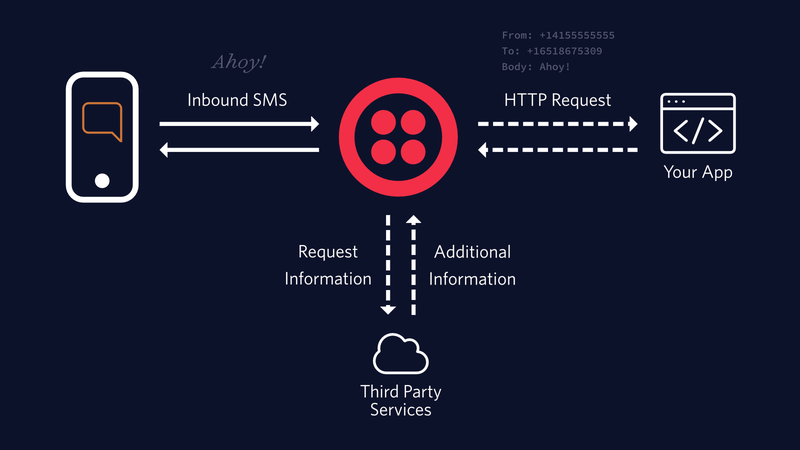 Ahoy!
Inbound SMS
From: +14155555555
To: +16518675309
Body: Ahoy!
HTTP Request
Your App
Request
Information
Additional
Information
Third Party
Services